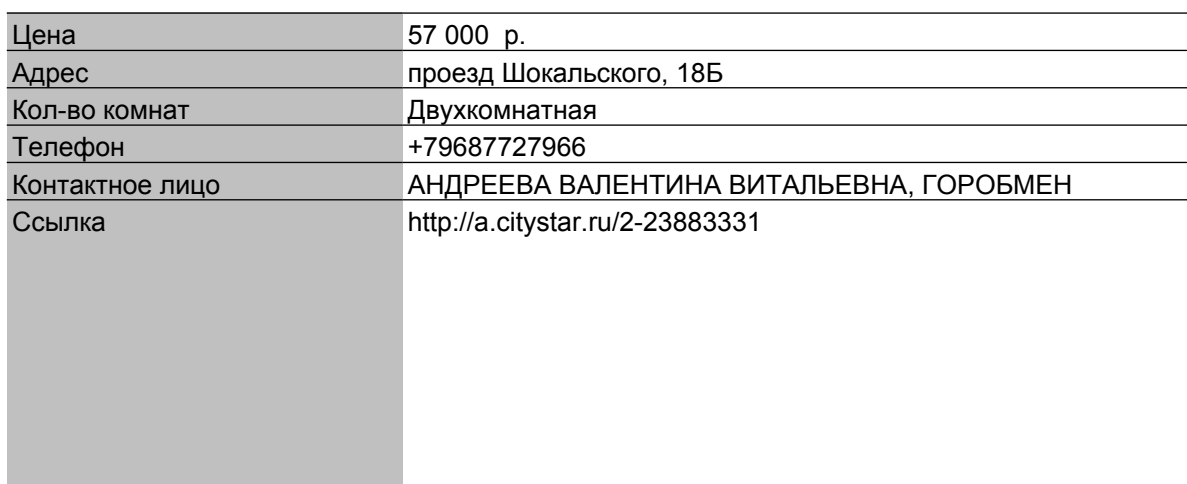 Цена 57 000 р.
Адрес проезд Шокальского, 18Б
Кол-во комнат Двухкомнатная
Телефон +79687727966
Контактное лицо АНДРЕЕВА ВАЛЕНТИНА ВИТАЛЬЕВНА, ГОРОБМЕН
Ссылка http://a.citystar.ru/2-23883331